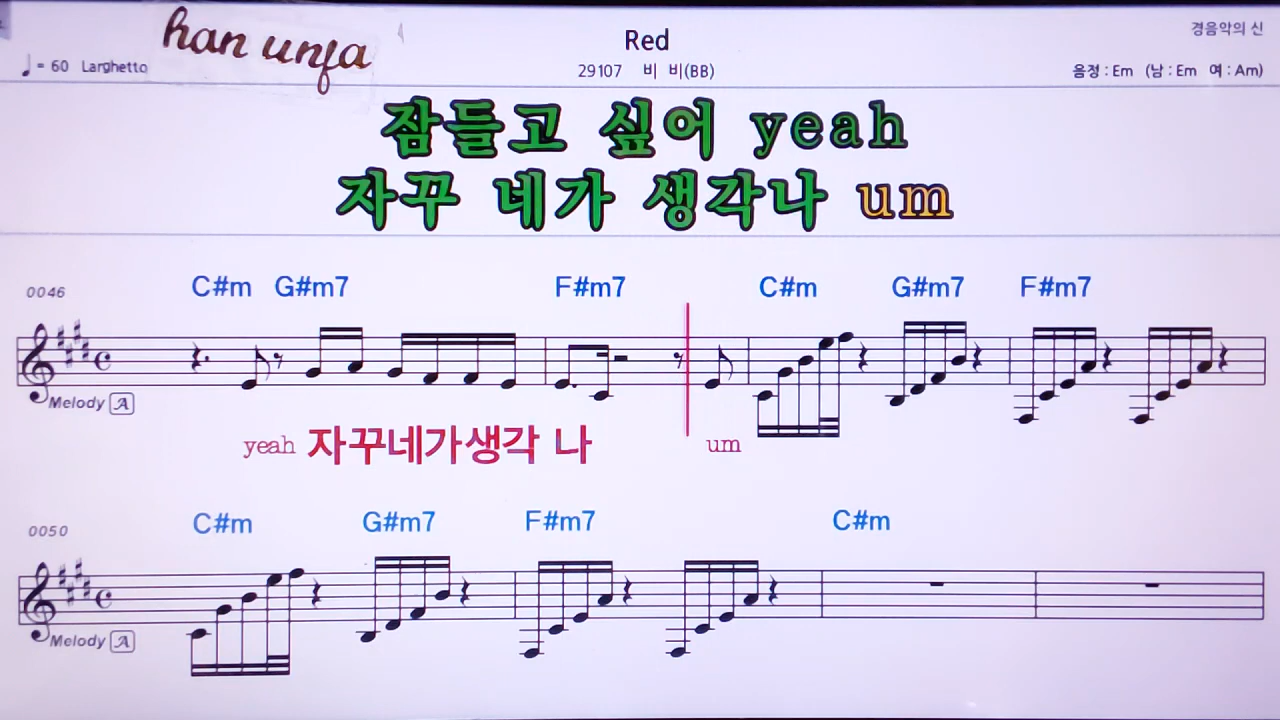 han unja
Red
경음악의 신
♩ = 60 Larghetto
29107 비 비(BB)
음정 : Em (남 : Em 여 : Am)
잠들고 싶어 yeah
자꾸 네가 생각나 um
0046
C#m G#m7 F#m7 C#m G#m7 F#m7
Melody A
yeah 자꾸네가생각 나 um
0050
C#m G#m7 F#m7 C#m
Melody A